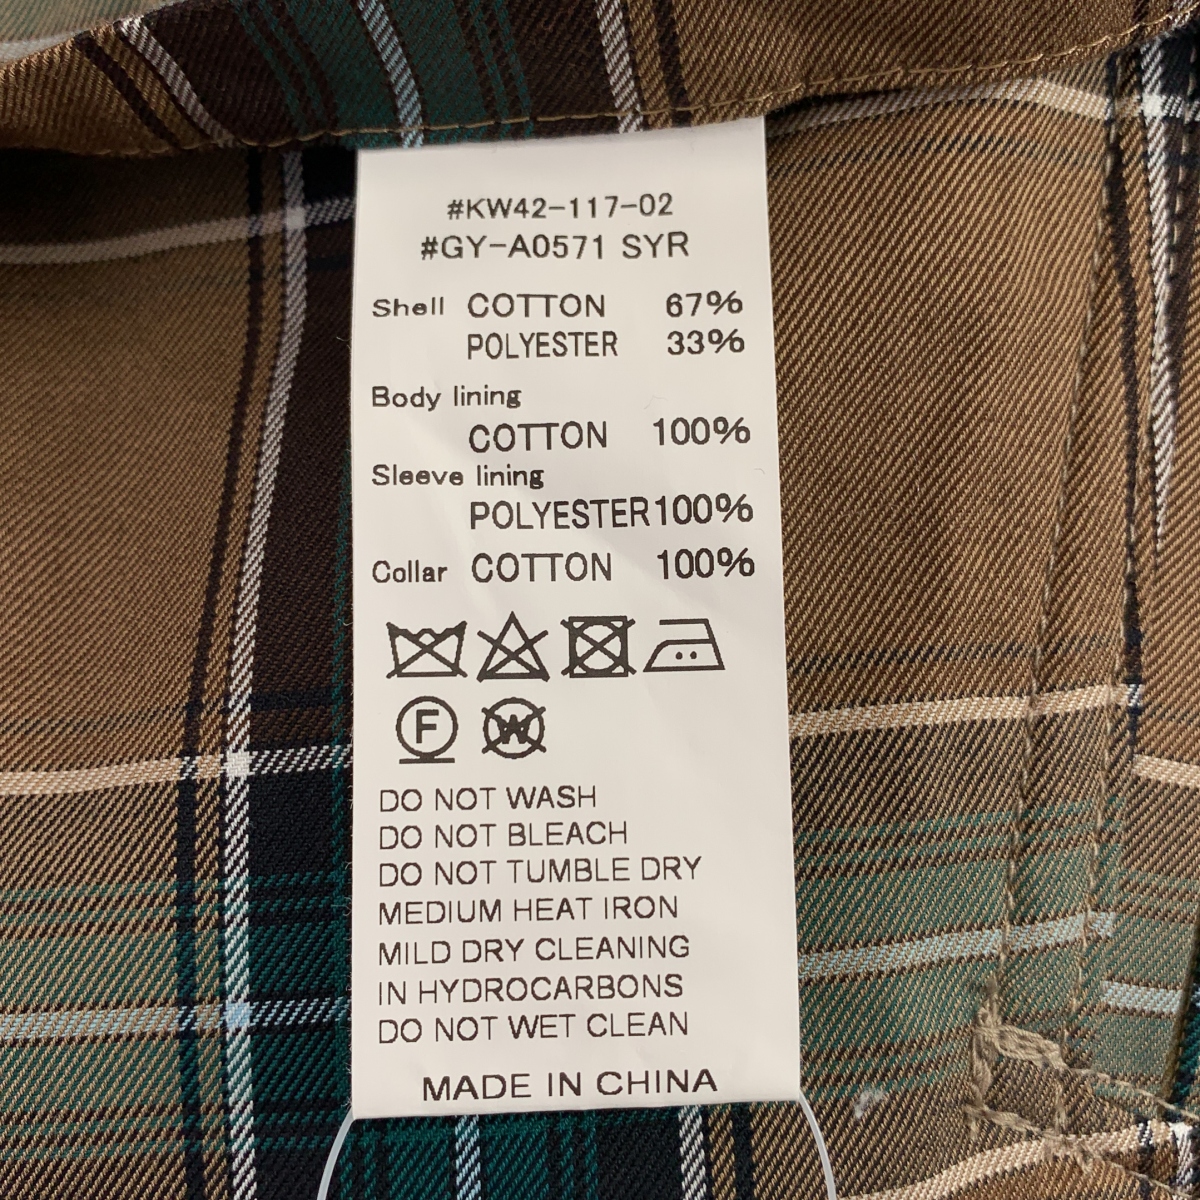 #KW42-117-02
#GY-A0571 SYR
Shell COTTON 67%
POLYESTER 33%
Body lining
COTTON 100%
Sleeve lining
POLYESTER 100%
Collar COTTON 100%
F W
DO NOT WASH
DO NOT BLEACH
DO NOT TUMBLE DRY
MEDIUM HEAT IRON
MILD DRY CLEANING
IN HYDROCARBONS
DO NOT WET CLEAN
MADE IN CHINA